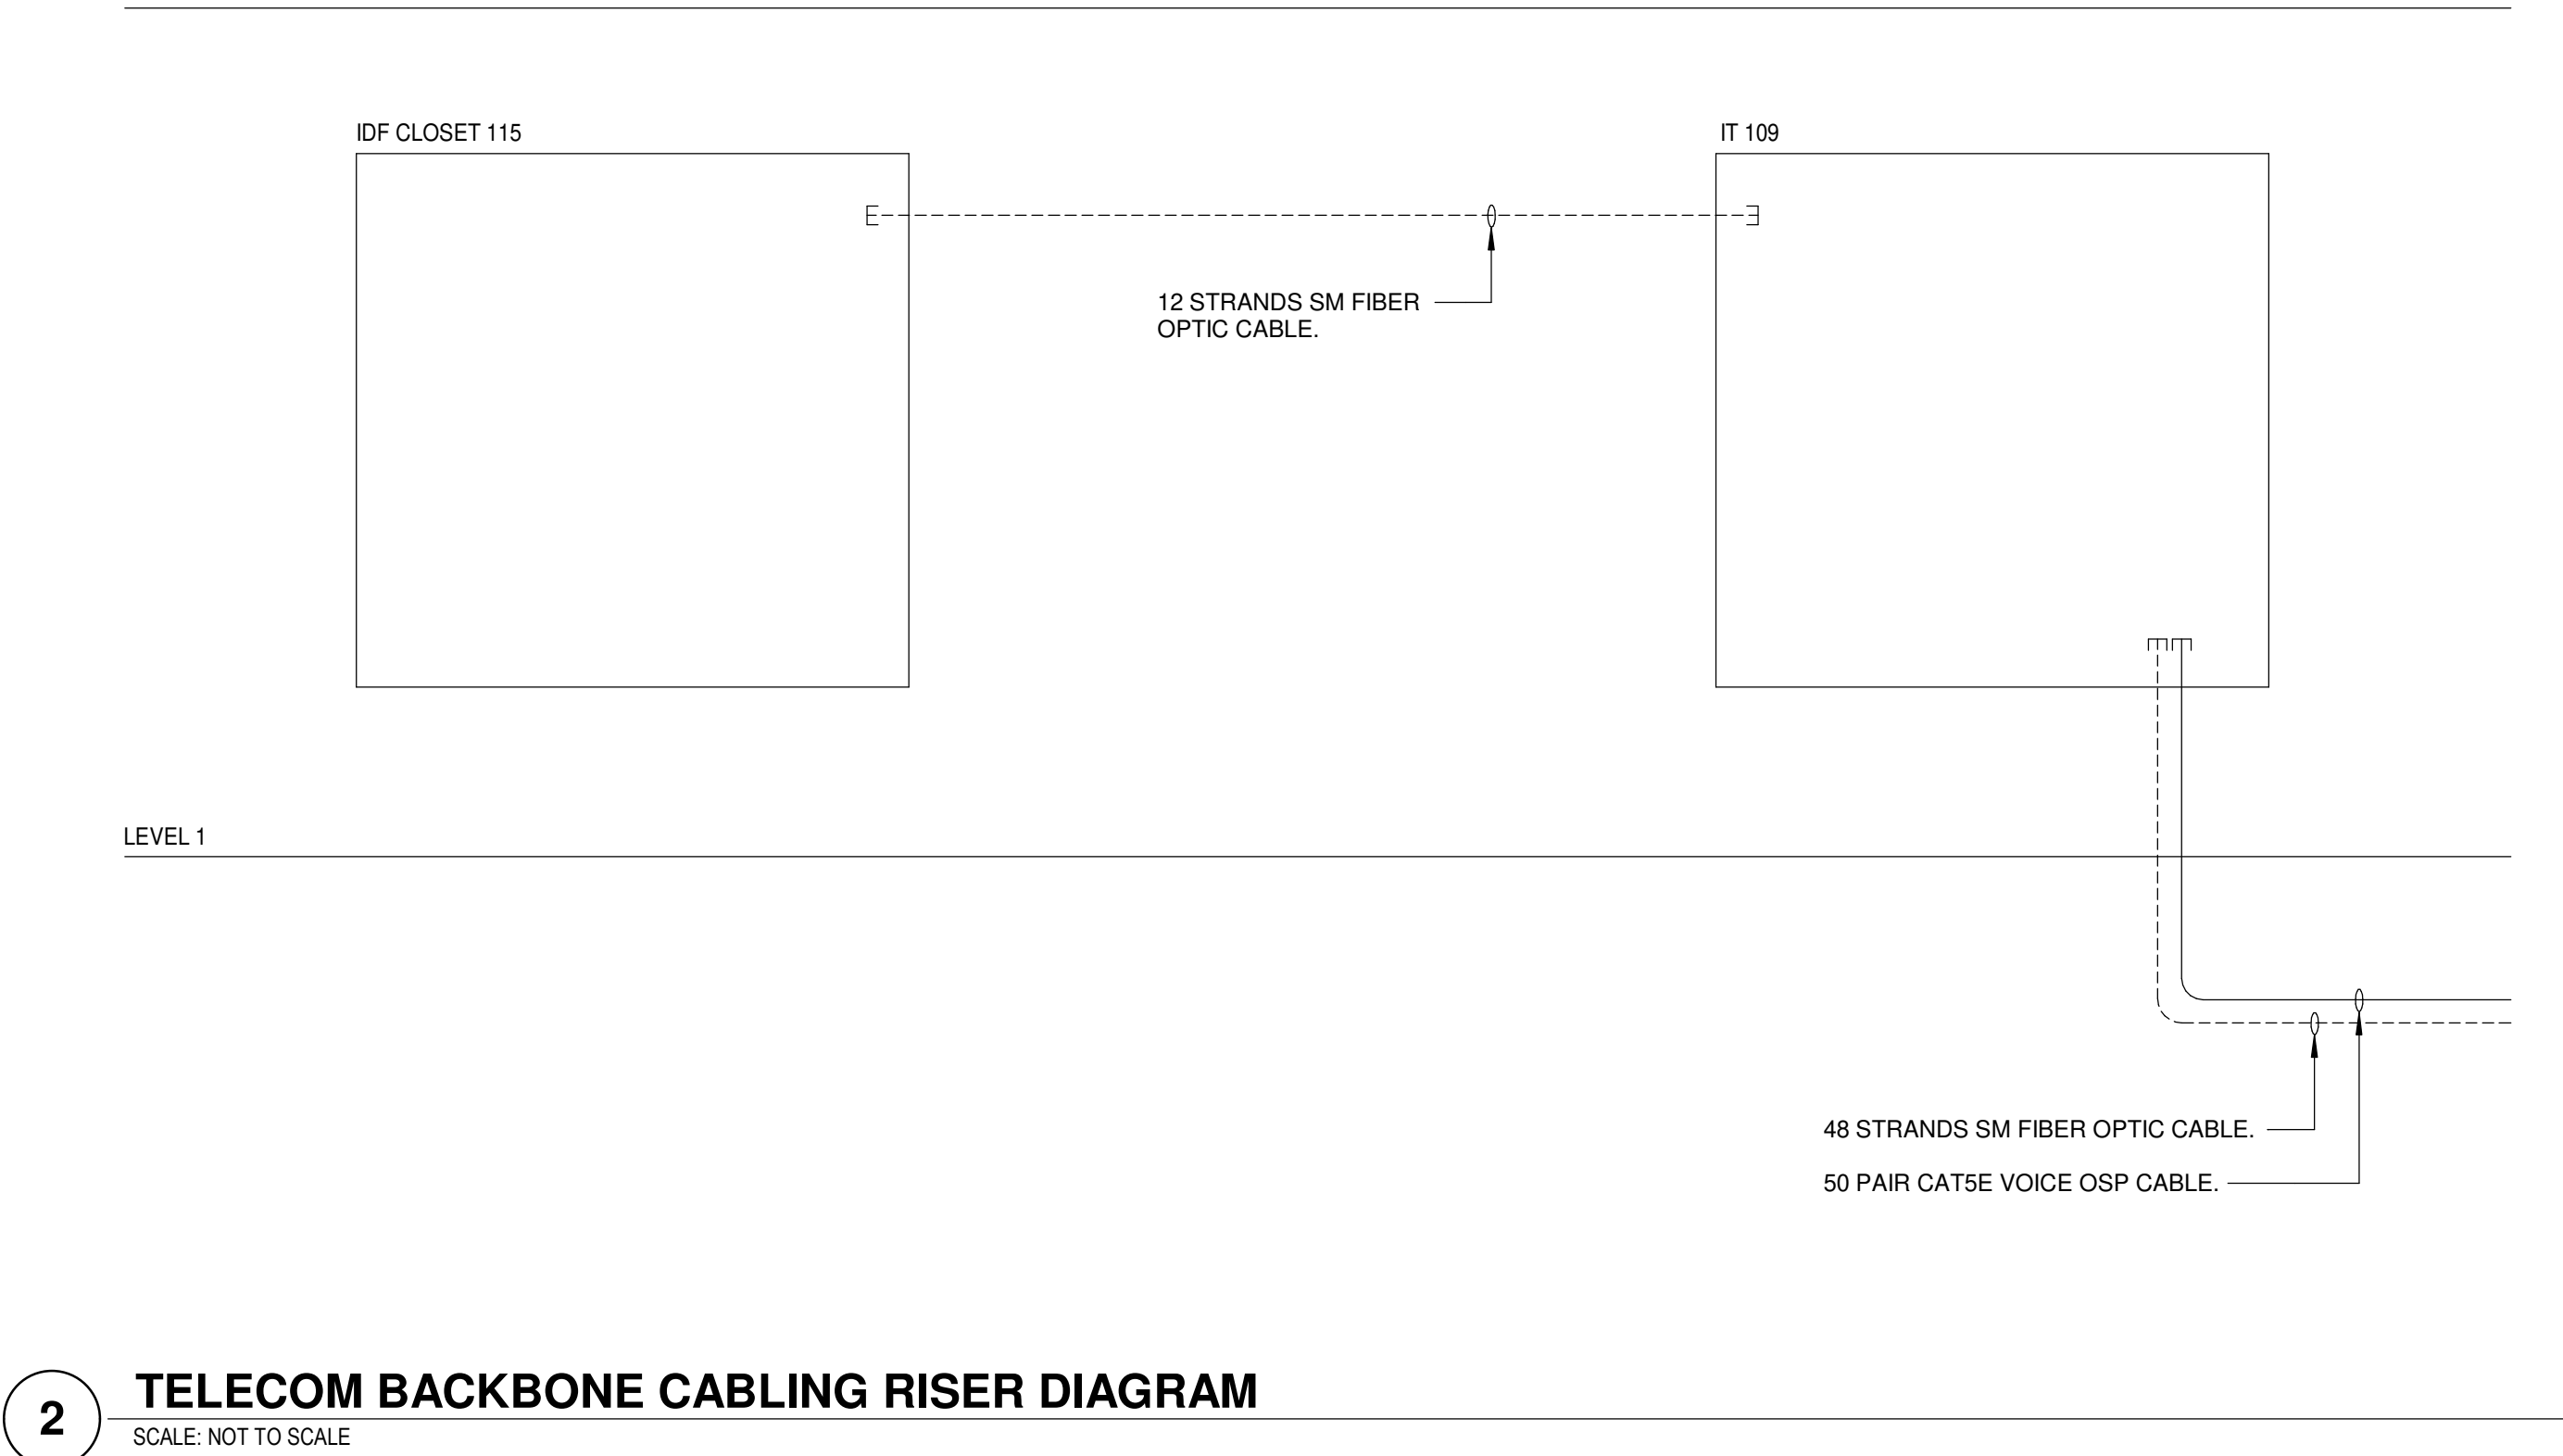 IDF CLOSET 115
IT 109
12 STRANDS SM FIBER
OPTIC CABLE.
LEVEL 1
48 STRANDS SM FIBER OPTIC CABLE.
50 PAIR CAT5E VOICE OSP CABLE.
2
TELECOM BACKBONE CABLING RISER DIAGRAM
SCALE: NOT TO SCALE